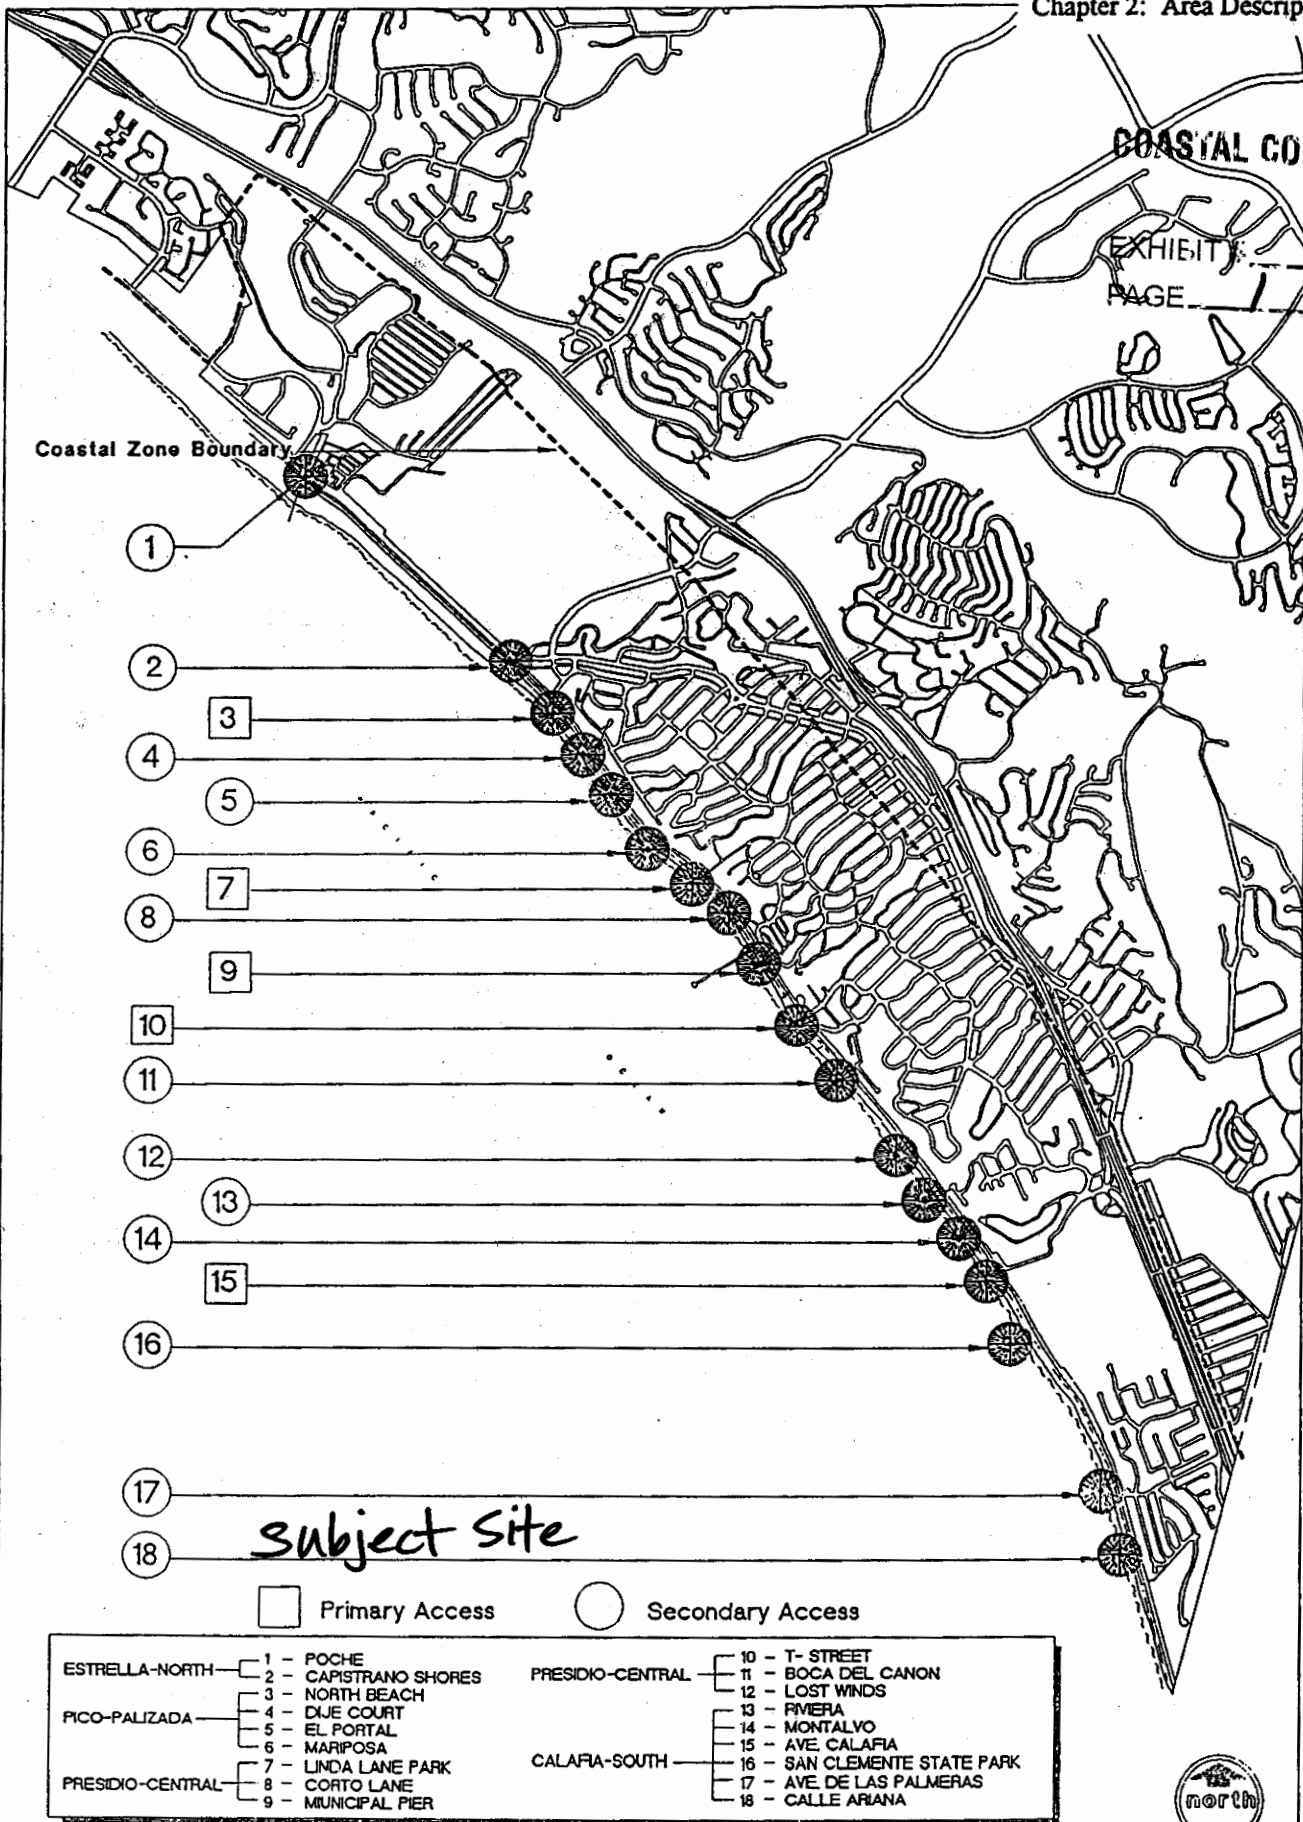 Chapter 2: Area Descrip
COASTAL CO
EXHIBIT
PAGE 1
Coastal Zone Boundary
1
2
3
4
5
6
7
8
9
10
11
12
13
14
15
16
17
subject Site
18
Primary Access
Secondary Access
ESTRELLA-NORTH
1 - POCHE
2 - CAPISTRANO SHORES
PICO-PALIZADA
3 - NORTH BEACH
4 - DIJE COURT
5 - EL PORTAL
6 - MARIPOSA
PRESIDIO-CENTRAL
7 - LINDA LANE PARK
8 - CORTO LANE
9 - MIUNICIPAL PIER
PRESIDIO-CENTRAL
10 - T- STREET
11 - BOCA DEL CANON
12 - LOST WINDS
CALAFIA-SOUTH
13 - RIVIERA
14 - MONTALVO
15 - AVE. CALAFIA
16 - SAN CLEMENTE STATE PARK
17 - AVE. DE LAS PALMERAS
18 - CALLE ARIANA
north